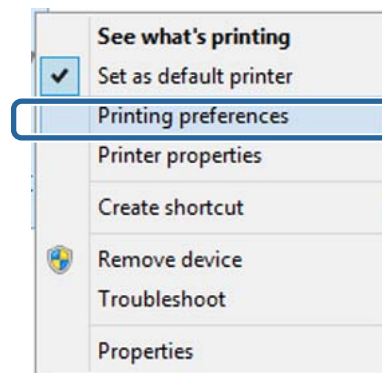 See what's printing
Set as default printer
Printing preferences
Printer properties
Create shortcut
Remove device
Troubleshoot
Properties